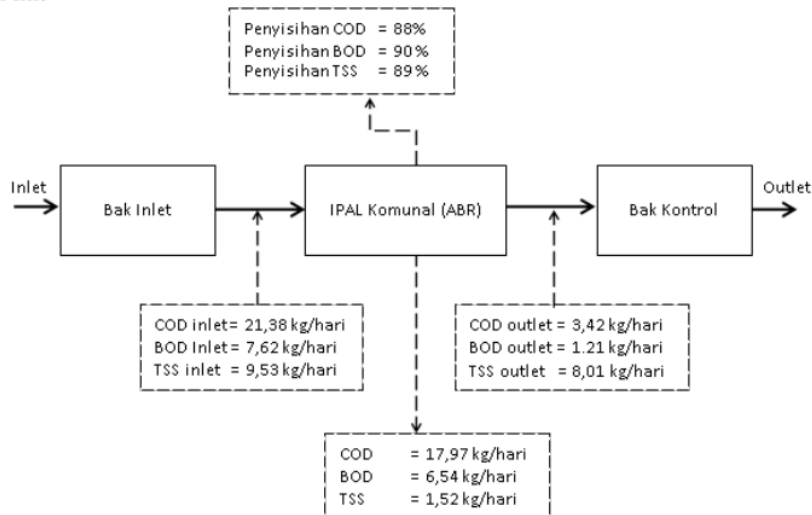 Penyisihan COD = 88%
Penyisihan BOD = 90%
Penyisihan TSS = 89%
Inlet
Bak Inlet
IPAL Komunal (ABR)
Bak Kontrol
Outlet
COD inlet = 21,38 kg/hari
BOD Inlet = 7,62 kg/hari
TSS inlet = 9,53 kg/hari
COD outlet = 3,42 kg/hari
BOD outlet = 1.21 kg/hari
TSS outlet = 8,01 kg/hari
COD = 17,97 kg/hari
BOD = 6,54 kg/hari
TSS = 1,52 kg/hari